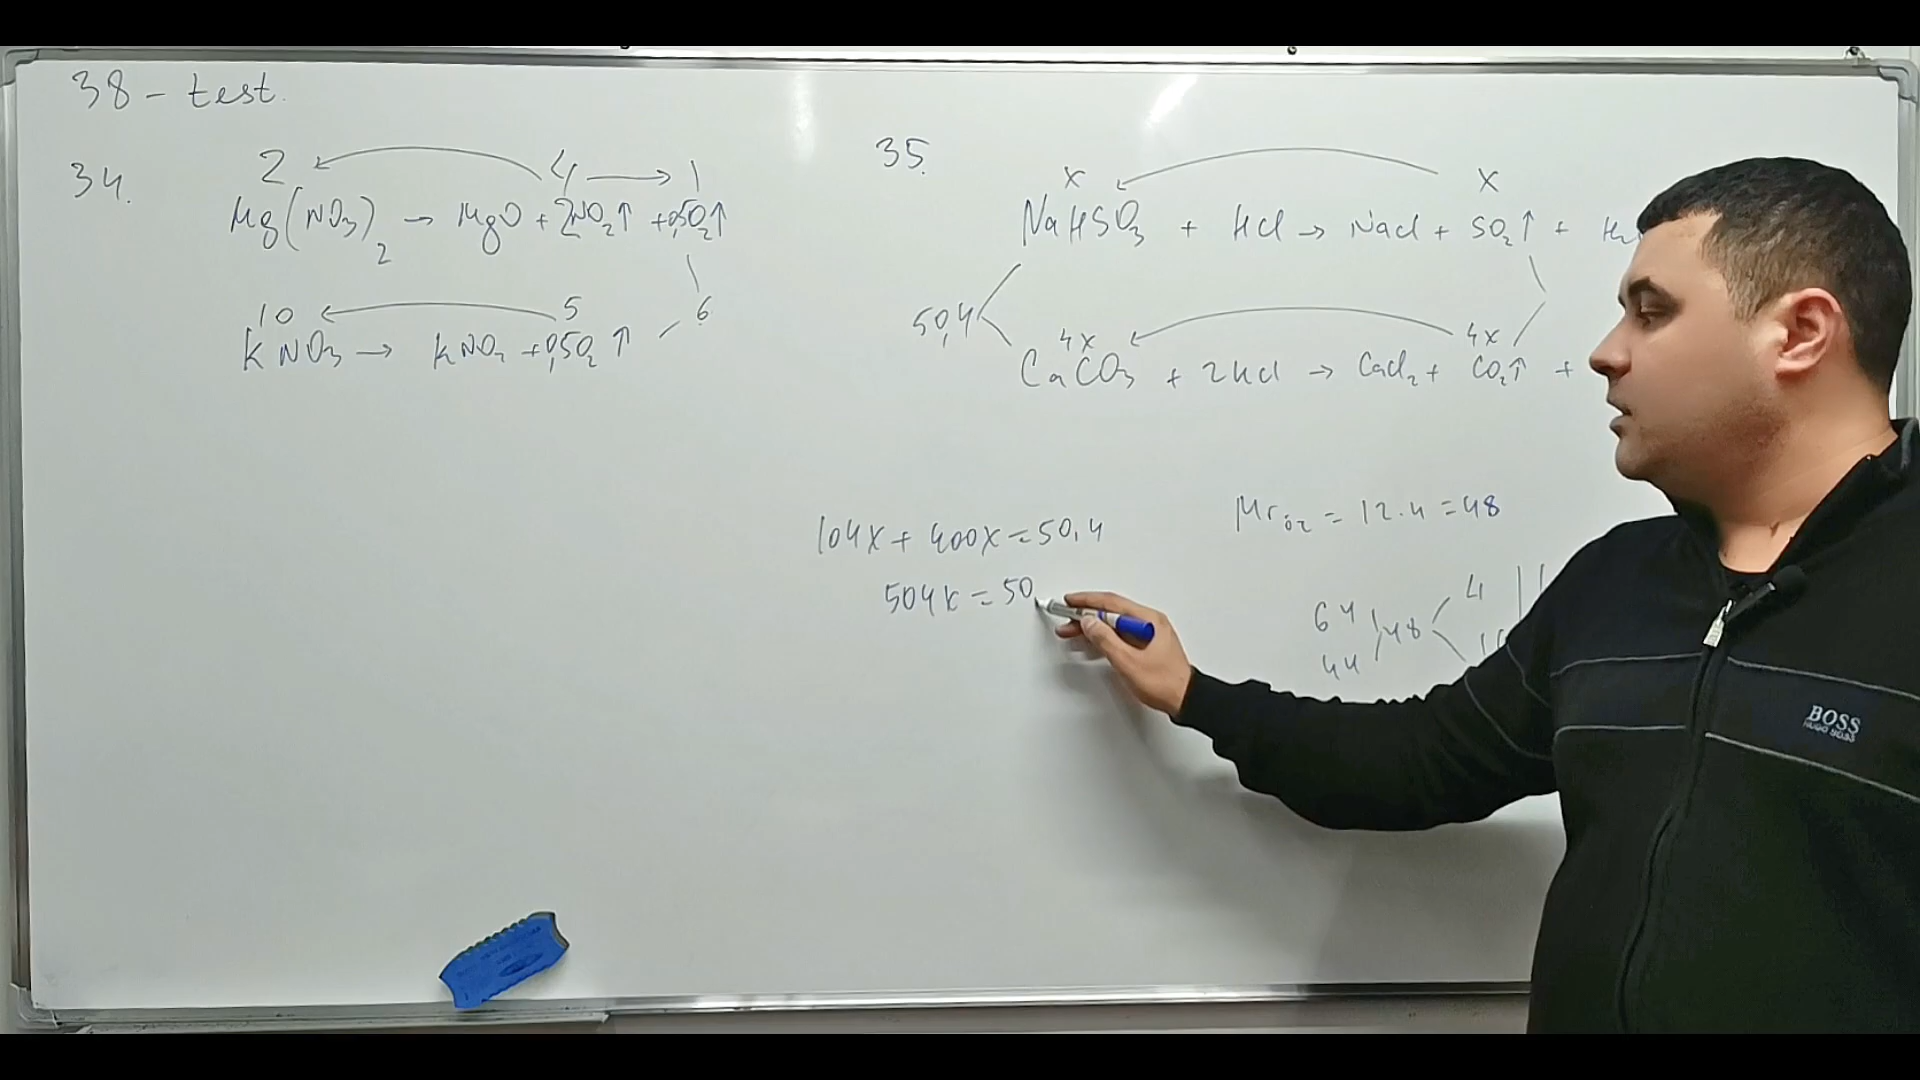 38 - test.
34.
2 4 → 1
Mg(NO3)2 → MgO + 2NO2↑ + 0,5O2↑
10 5 6
KNO3 → KNO2 + 0,5O2↑
35.
x x
NaHSO3 + HCl → NaCl + SO2↑ +
50,4
4x 4x
CaCO3 + 2HCl → CaCl2 + CO2↑ +
Mr = 12.4 = 48
104x + 400x = 50,4
504x = 50,
64 48 4
44
BOSS
HUGO BOSS